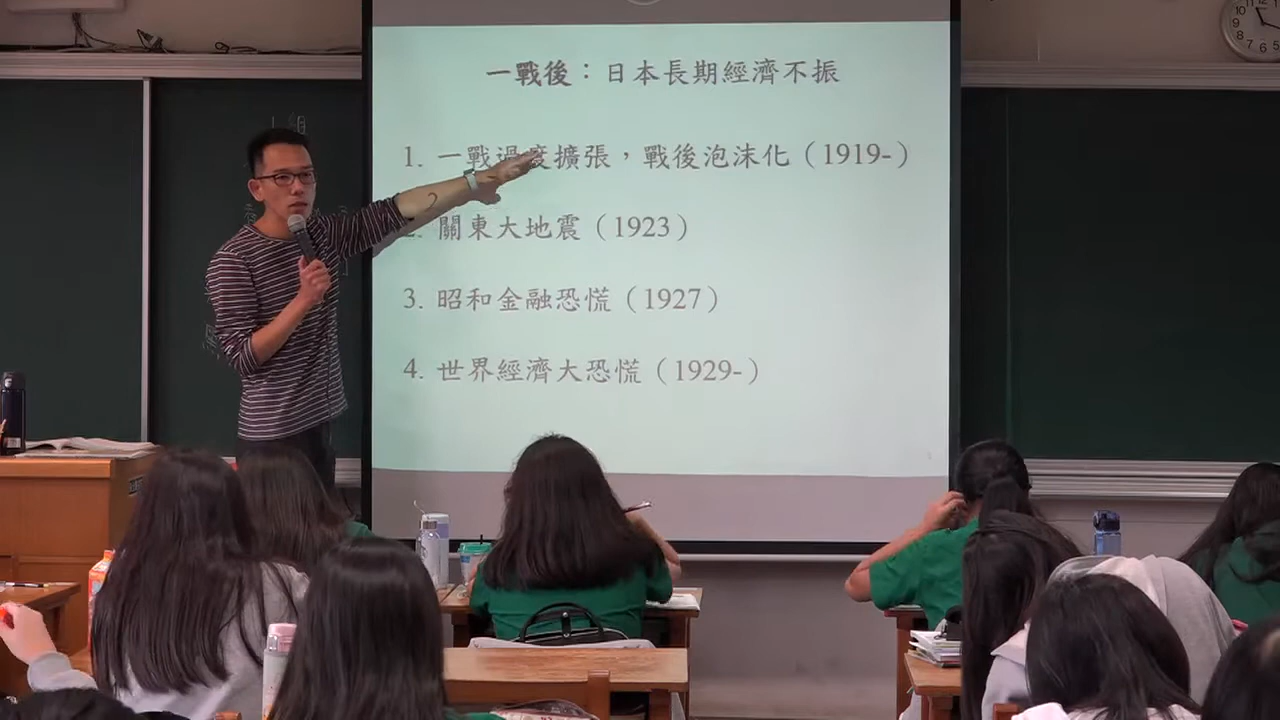 一戰後：日本長期經濟不振
1. 一戰過度擴張，戰後泡沫化（1919-）
2. 關東大地震（1923）
3. 昭和金融恐慌（1927）
4. 世界經濟大恐慌（1929-）